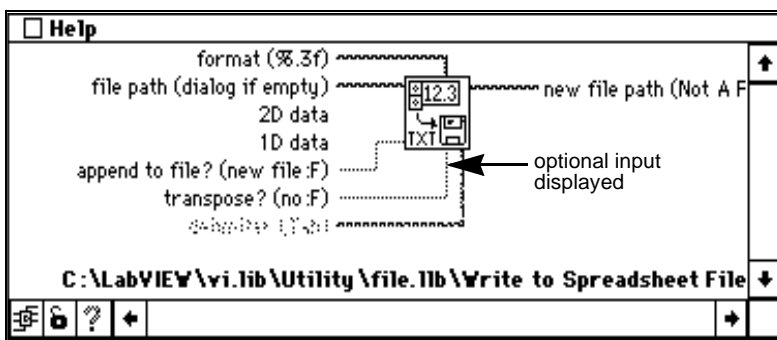 Help
format (%.3f)
file path (dialog if empty)
new file path (Not A F
12.3
2D data
1D data
TXT
append to file? (new file:F)
optional input
displayed
transpose? (no:F)
C:\LabVIEW\vi.lib\Utility\file.llb\Write to Spreadsheet File
?